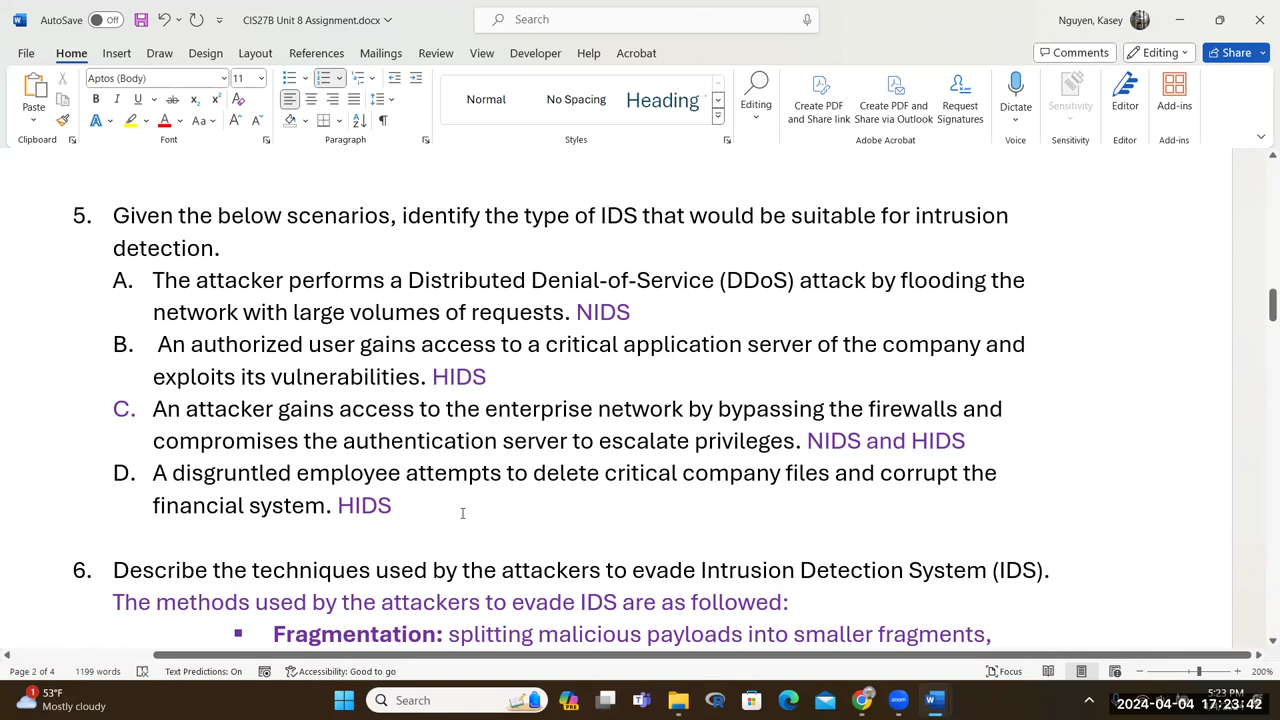 AutoSave Off CIS27B Unit 8 Assignment.docx Search Nguyen, Kasey
File Home Insert Draw Design Layout References Mailings Review View Developer Help Acrobat Comments Editing Share
Paste Aptos (Body) 11 Normal No Spacing Heading Editing Create PDF and Share link Create PDF and Share via Outlook Request Signatures Dictate Sensitivity Editor Add-ins
Clipboard Font Paragraph Styles Adobe Acrobat Voice Sensitivity Editor Add-ins
5. Given the below scenarios, identify the type of IDS that would be suitable for intrusion
detection.
A. The attacker performs a Distributed Denial-of-Service (DDoS) attack by flooding the
network with large volumes of requests. NIDS
B. An authorized user gains access to a critical application server of the company and
exploits its vulnerabilities. HIDS
C. An attacker gains access to the enterprise network by bypassing the firewalls and
compromises the authentication server to escalate privileges. NIDS and HIDS
D. A disgruntled employee attempts to delete critical company files and corrupt the
financial system. HIDS
6. Describe the techniques used by the attackers to evade Intrusion Detection System (IDS).
The methods used by the attackers to evade IDS are as followed:
▪ Fragmentation: splitting malicious payloads into smaller fragments,
Page 2 of 4 1199 words Text Predictions: On Accessibility: Good to go Focus 200%
1 53°F Search 5:23 PM
Mostly cloudy 2024-04-04 17:23:42